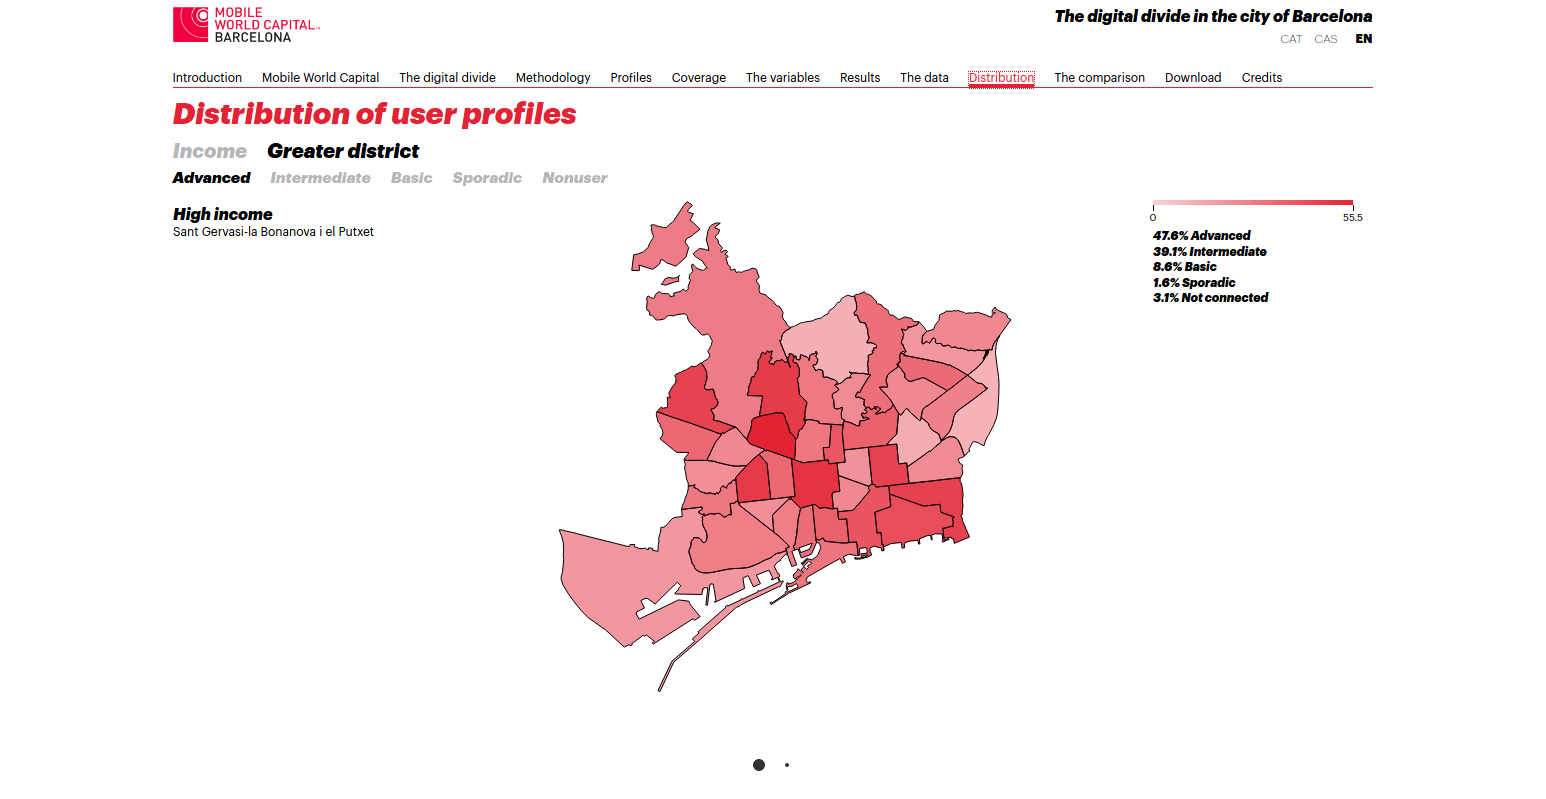 MOBILE
WORLD CAPITAL™
BARCELONA
The digital divide in the city of Barcelona
CAT CAS EN
Introduction Mobile World Capital The digital divide Methodology Profiles Coverage The variables Results The data Distribution The comparison Download Credits
Distribution of user profiles
Income Greater district
Advanced Intermediate Basic Sporadic Nonuser
High income
Sant Gervasi-la Bonanova i el Putxet
0 55.5
47.6% Advanced
39.1% Intermediate
8.6% Basic
1.6% Sporadic
3.1% Not connected